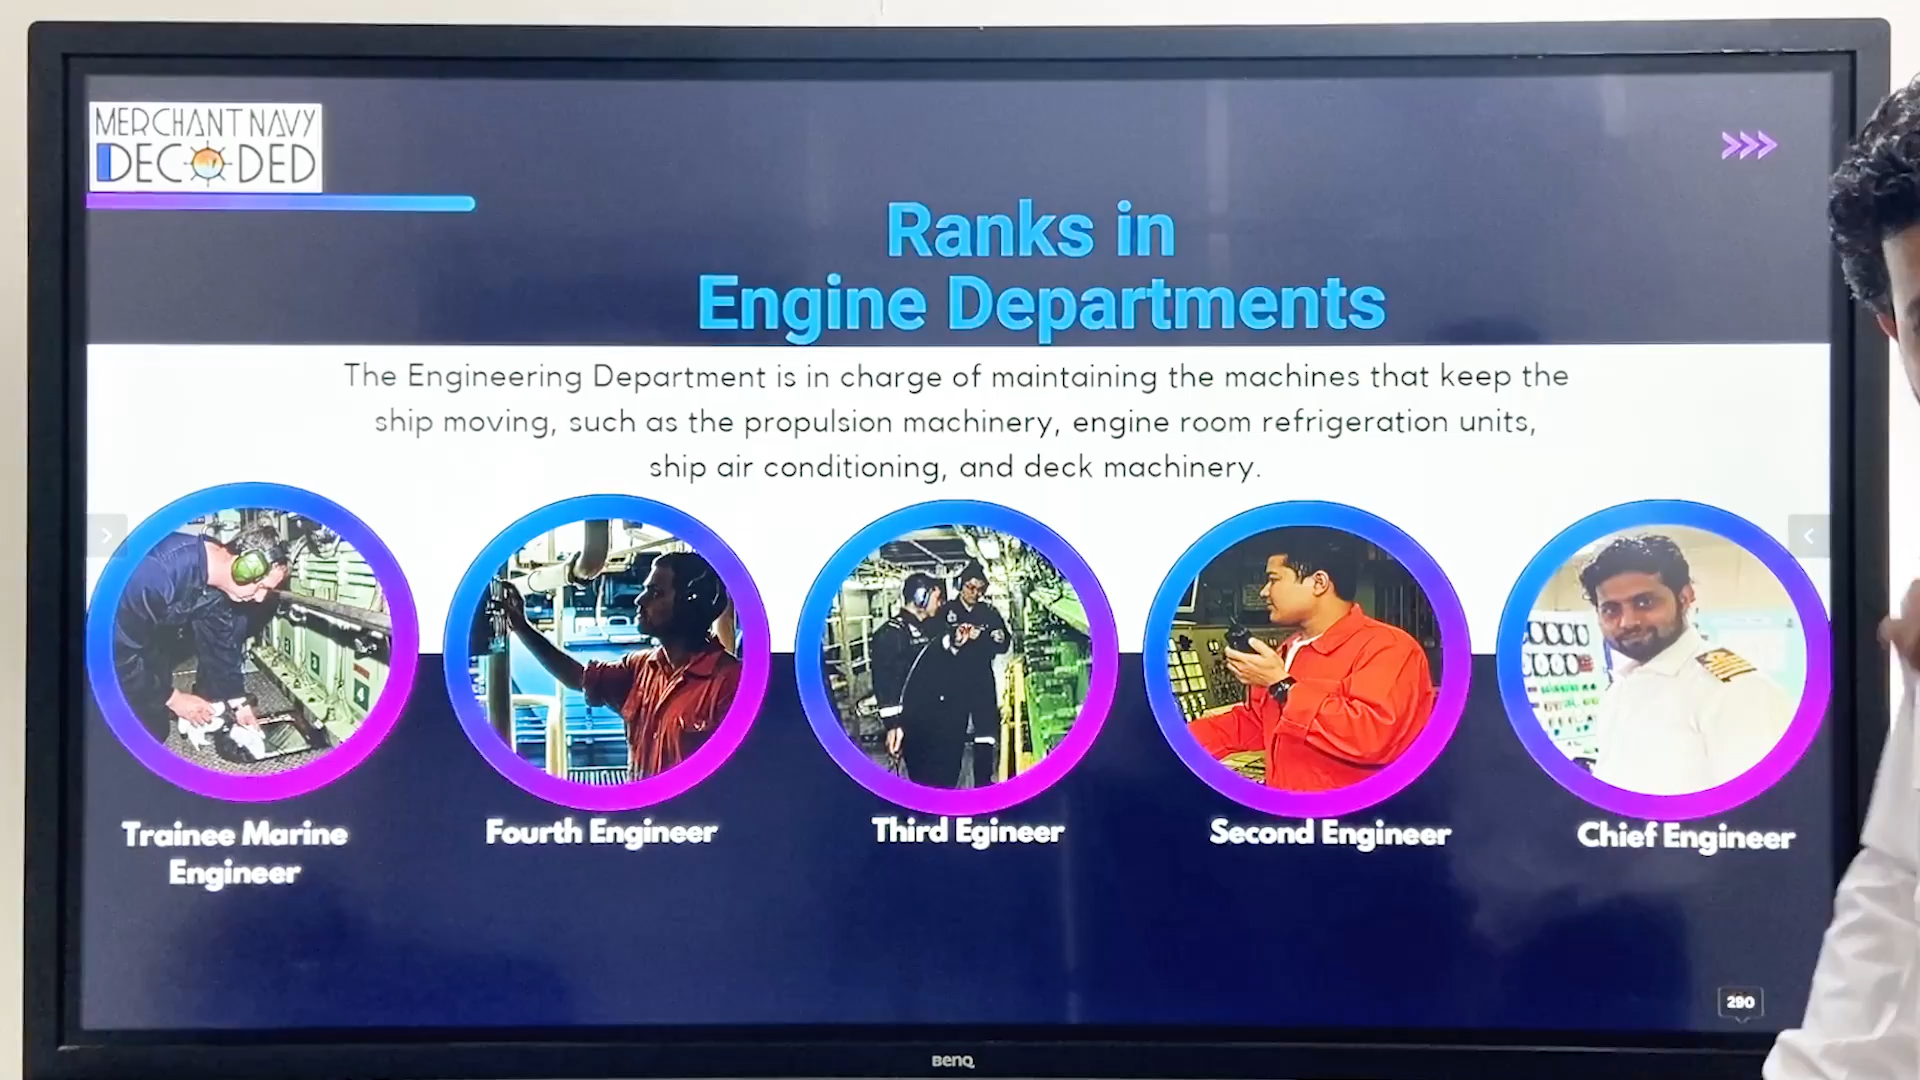 MERCHANT NAVY
DECODED
Ranks in
Engine Departments
The Engineering Department is in charge of maintaining the machines that keep the
ship moving, such as the propulsion machinery, engine room refrigeration units,
ship air conditioning, and deck machinery.
4
Trainee Marine
Engineer
Fourth Engineer
Third Egineer
Second Engineer
Chief Engineer
290
BenQ